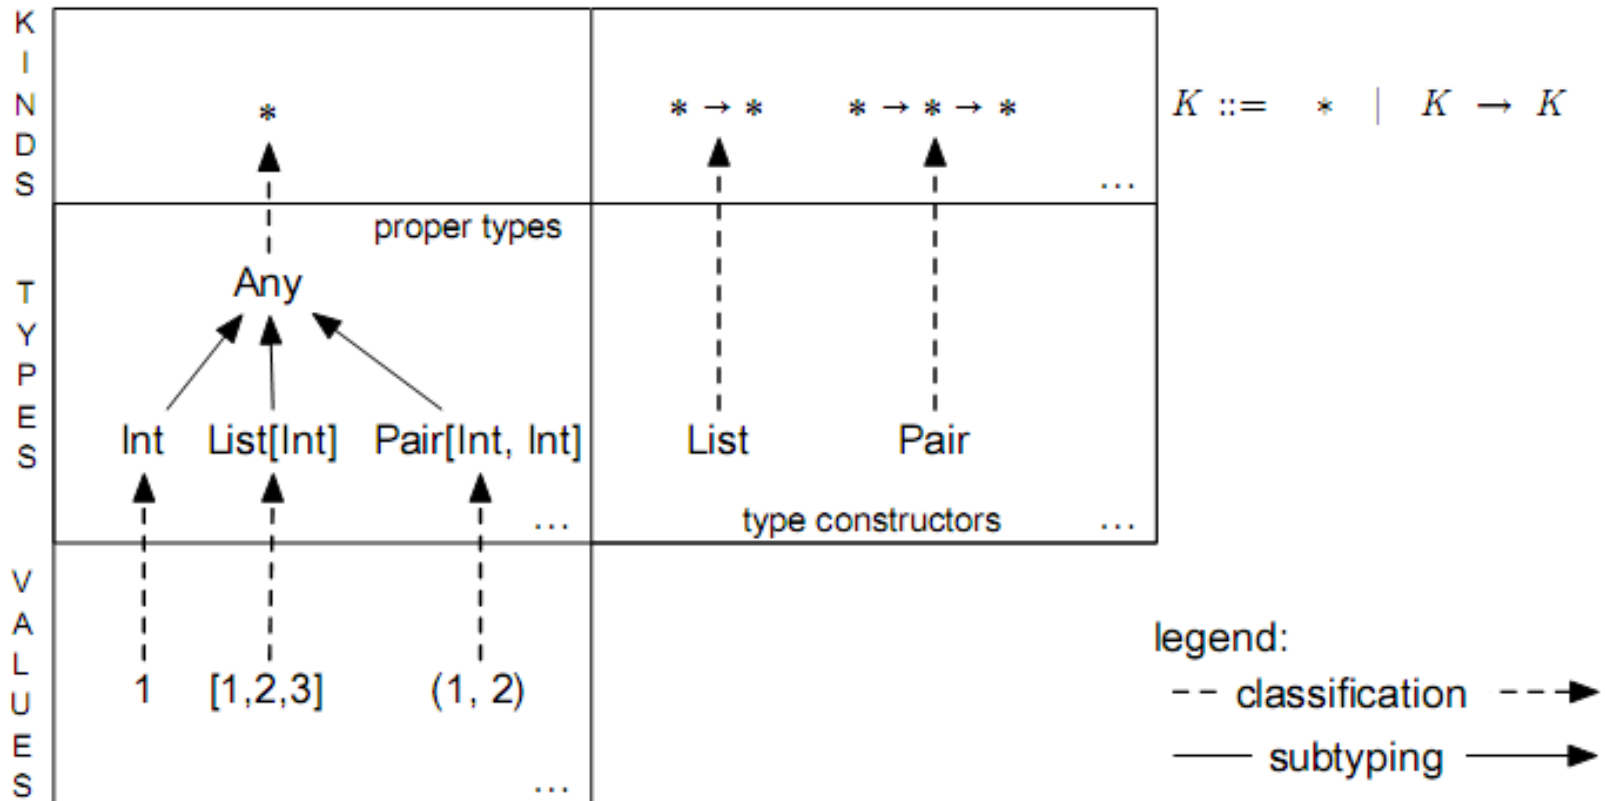 KINDS
* * → * * → * → * K ::= * | K → K
...
proper types
TYPES
Any
Int List[Int] Pair[Int, Int] List Pair
... type constructors ...
VALUES
1 [1,2,3] (1, 2)
...
legend:
classification
subtyping